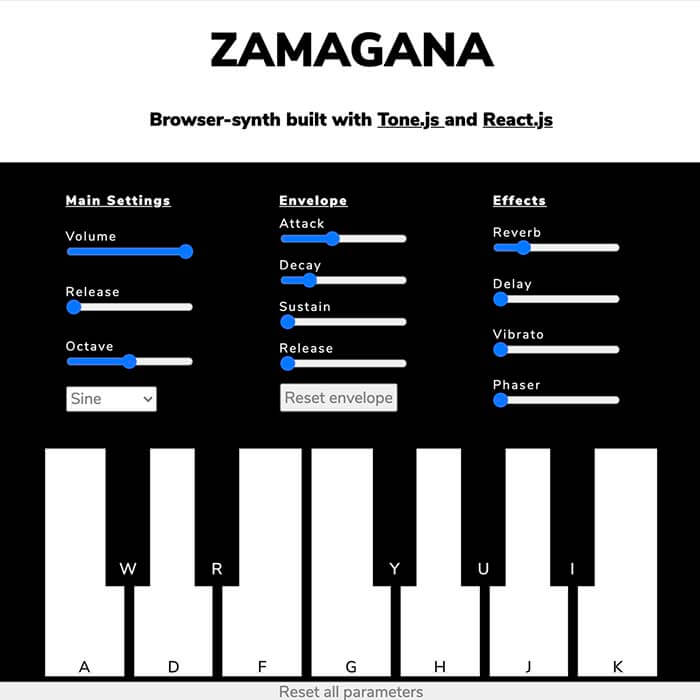 ZAMAGANA
Browser-synth built with Tone.js and React.js
Main Settings
Volume
Release
Octave
Sine
Envelope
Attack
Decay
Sustain
Release
Reset envelope
Effects
Reverb
Delay
Vibrato
Phaser
W R Y U I
A D F G H J K
Reset all parameters